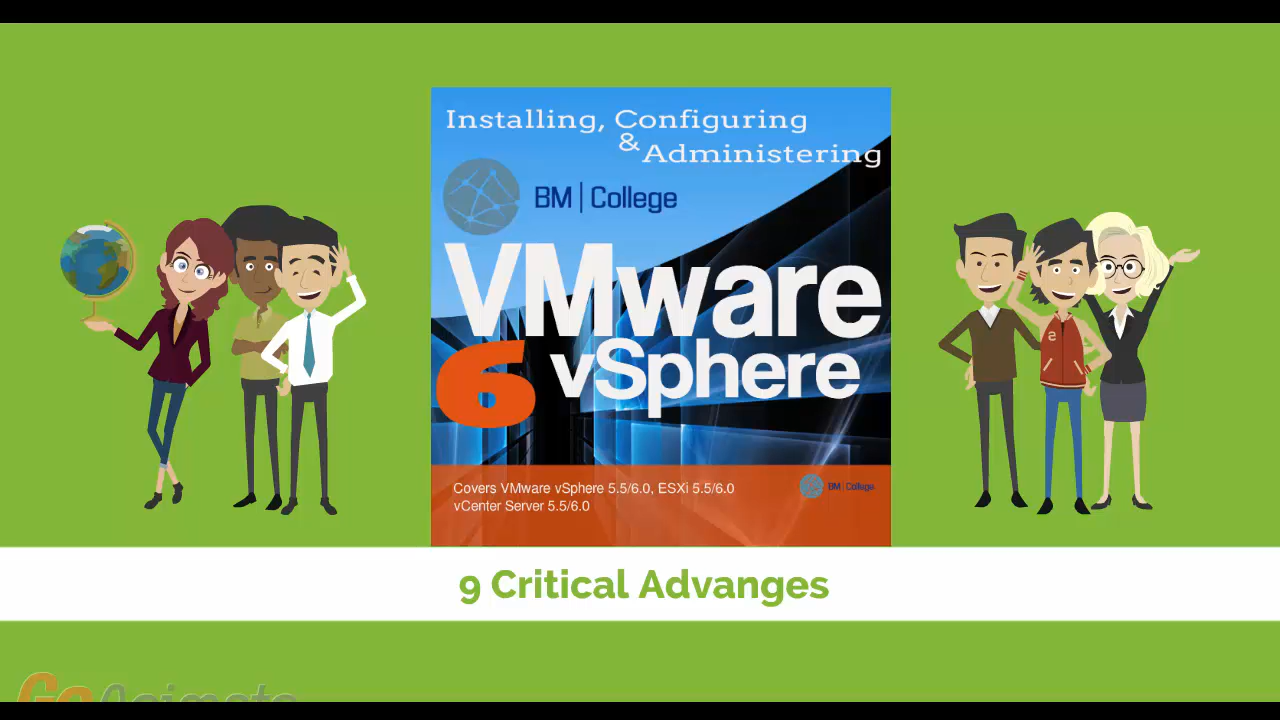 Installing, Configuring
&
Administering
BM | College
VMware
6 vSphere
Covers VMware vSphere 5.5/6.0, ESXi 5.5/6.0
vCenter Server 5.5/6.0
BM | College
9 Critical Advanges
GoAnimate